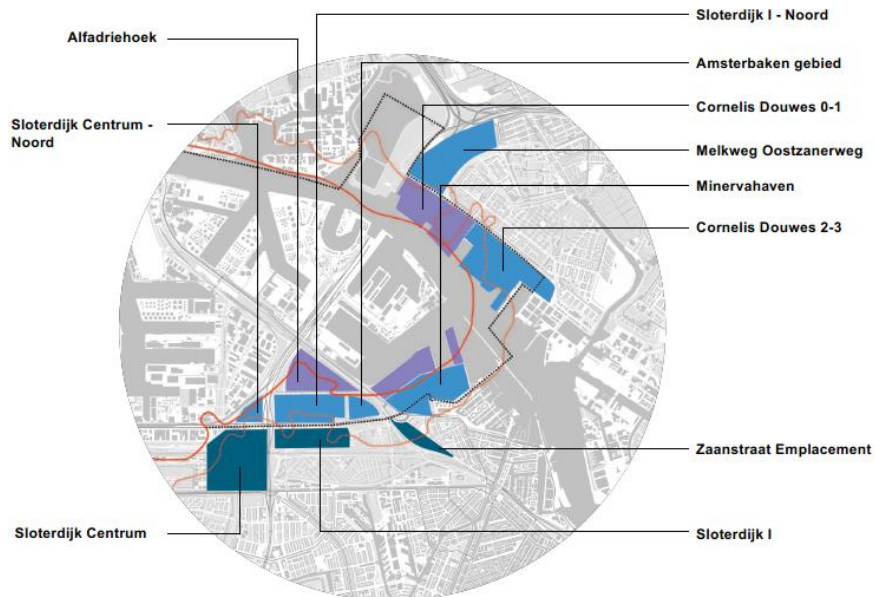 Sloterdijk I - Noord
Alfadriehoek
Amsterbaken gebied
Cornelis Douwes 0-1
Sloterdijk Centrum -
Noord
Melkweg Oostzanerweg
Minervahaven
Cornelis Douwes 2-3
Zaanstraat Emplacement
Sloterdijk Centrum
Sloterdijk I